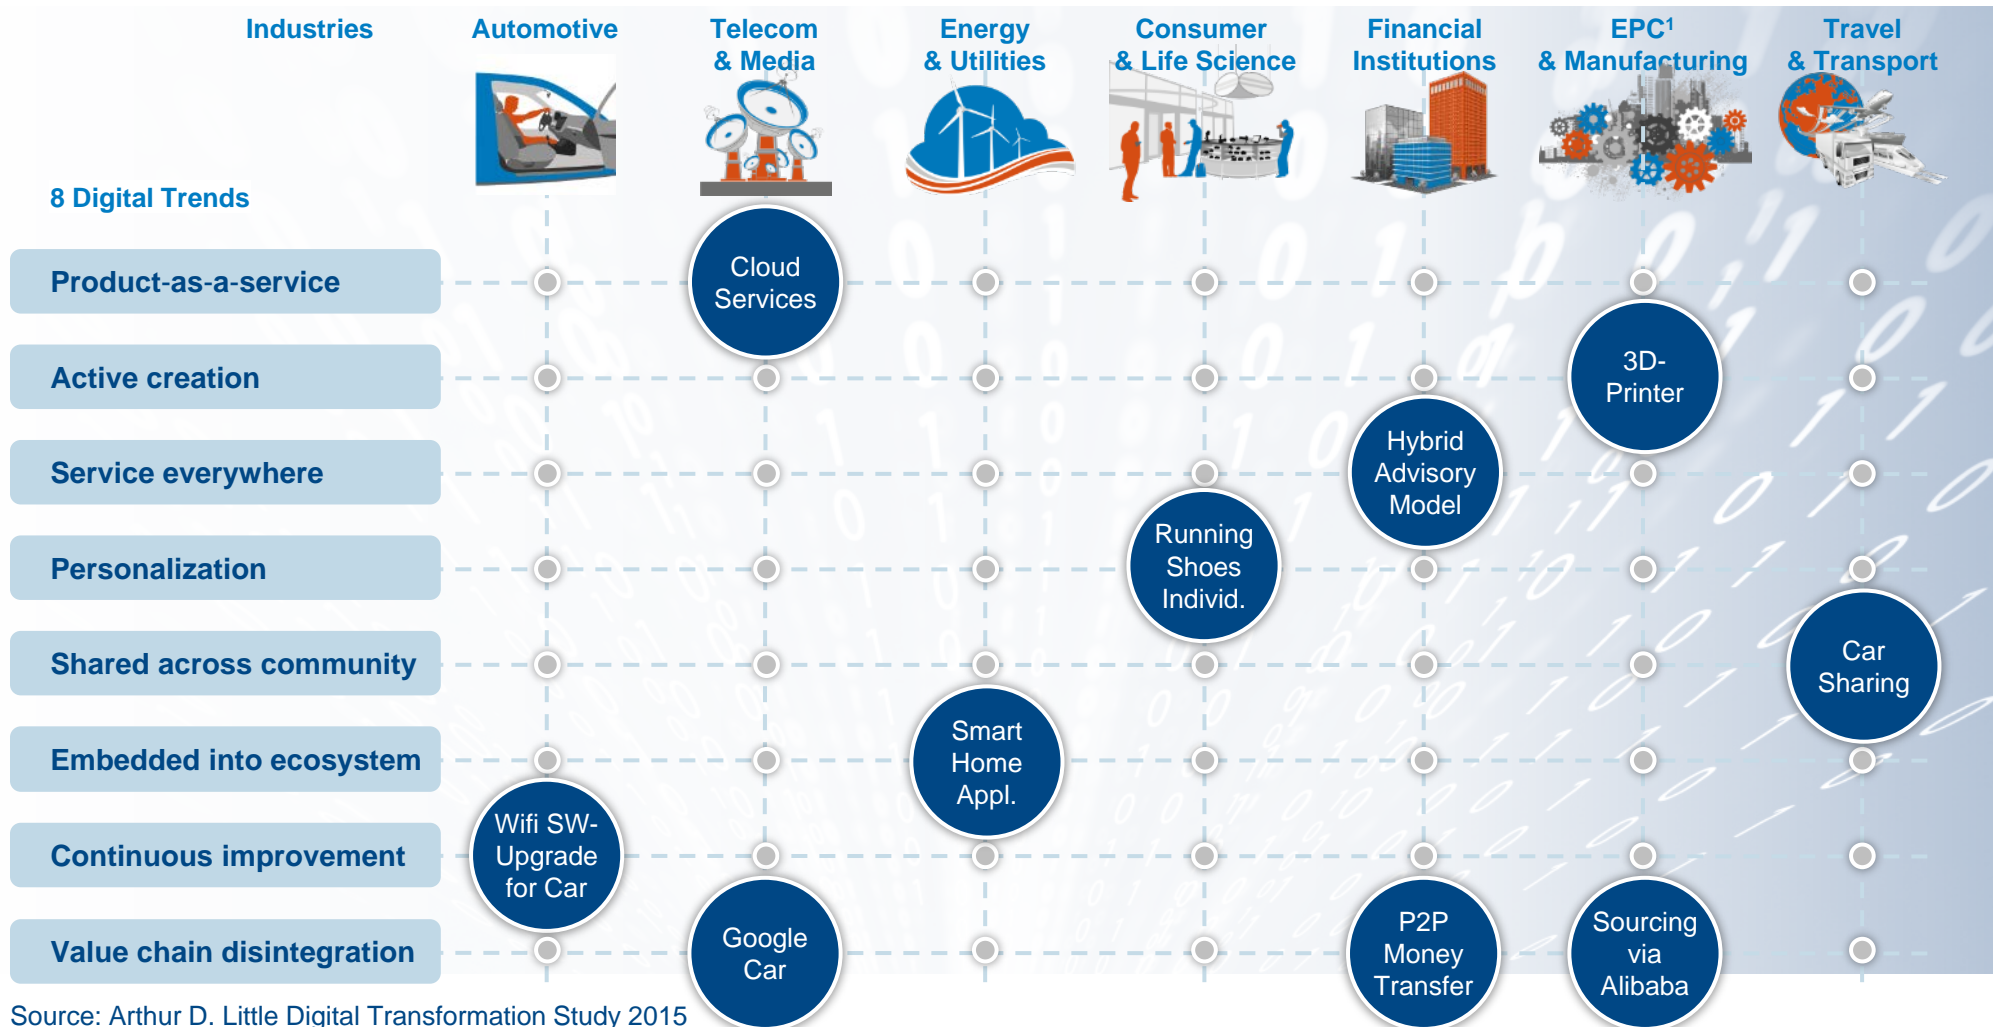 Industries
Automotive
Telecom
& Media
Energy
& Utilities
Consumer
& Life Science
Financial
Institutions
EPC¹
& Manufacturing
Travel
& Transport
8 Digital Trends
Product-as-a-service
Cloud
Services
Active creation
3D-
Printer
Service everywhere
Hybrid
Advisory
Model
Personalization
Running
Shoes
Individ.
Shared across community
Car
Sharing
Embedded into ecosystem
Smart
Home
Appl.
Continuous improvement
Wifi SW-
Upgrade
for Car
Value chain disintegration
Google
Car
P2P
Money
Transfer
Sourcing
via
Alibaba
Source: Arthur D. Little Digital Transformation Study 2015